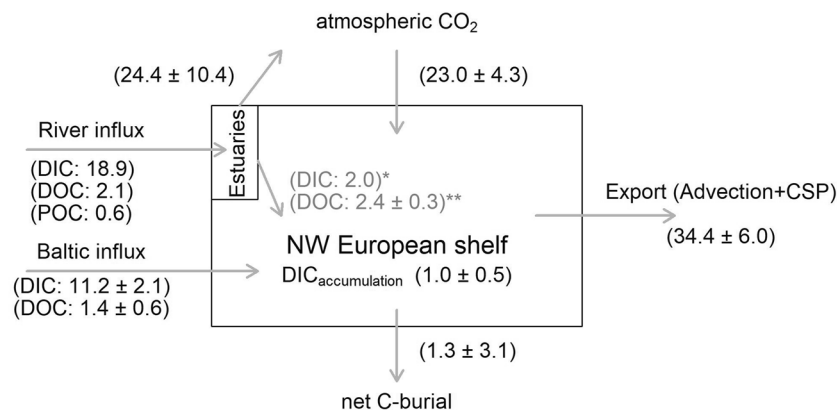 atmospheric CO₂
(24.4 ± 10.4)
(23.0 ± 4.3)
River influx
(DIC: 18.9)
(DOC: 2.1)
(POC: 0.6)
Estuaries
(DIC: 2.0)*
(DOC: 2.4 ± 0.3)**
Export (Advection+CSP)
(34.4 ± 6.0)
Baltic influx
(DIC: 11.2 ± 2.1)
(DOC: 1.4 ± 0.6)
NW European shelf
DICaccumulation (1.0 ± 0.5)
(1.3 ± 3.1)
net C-burial